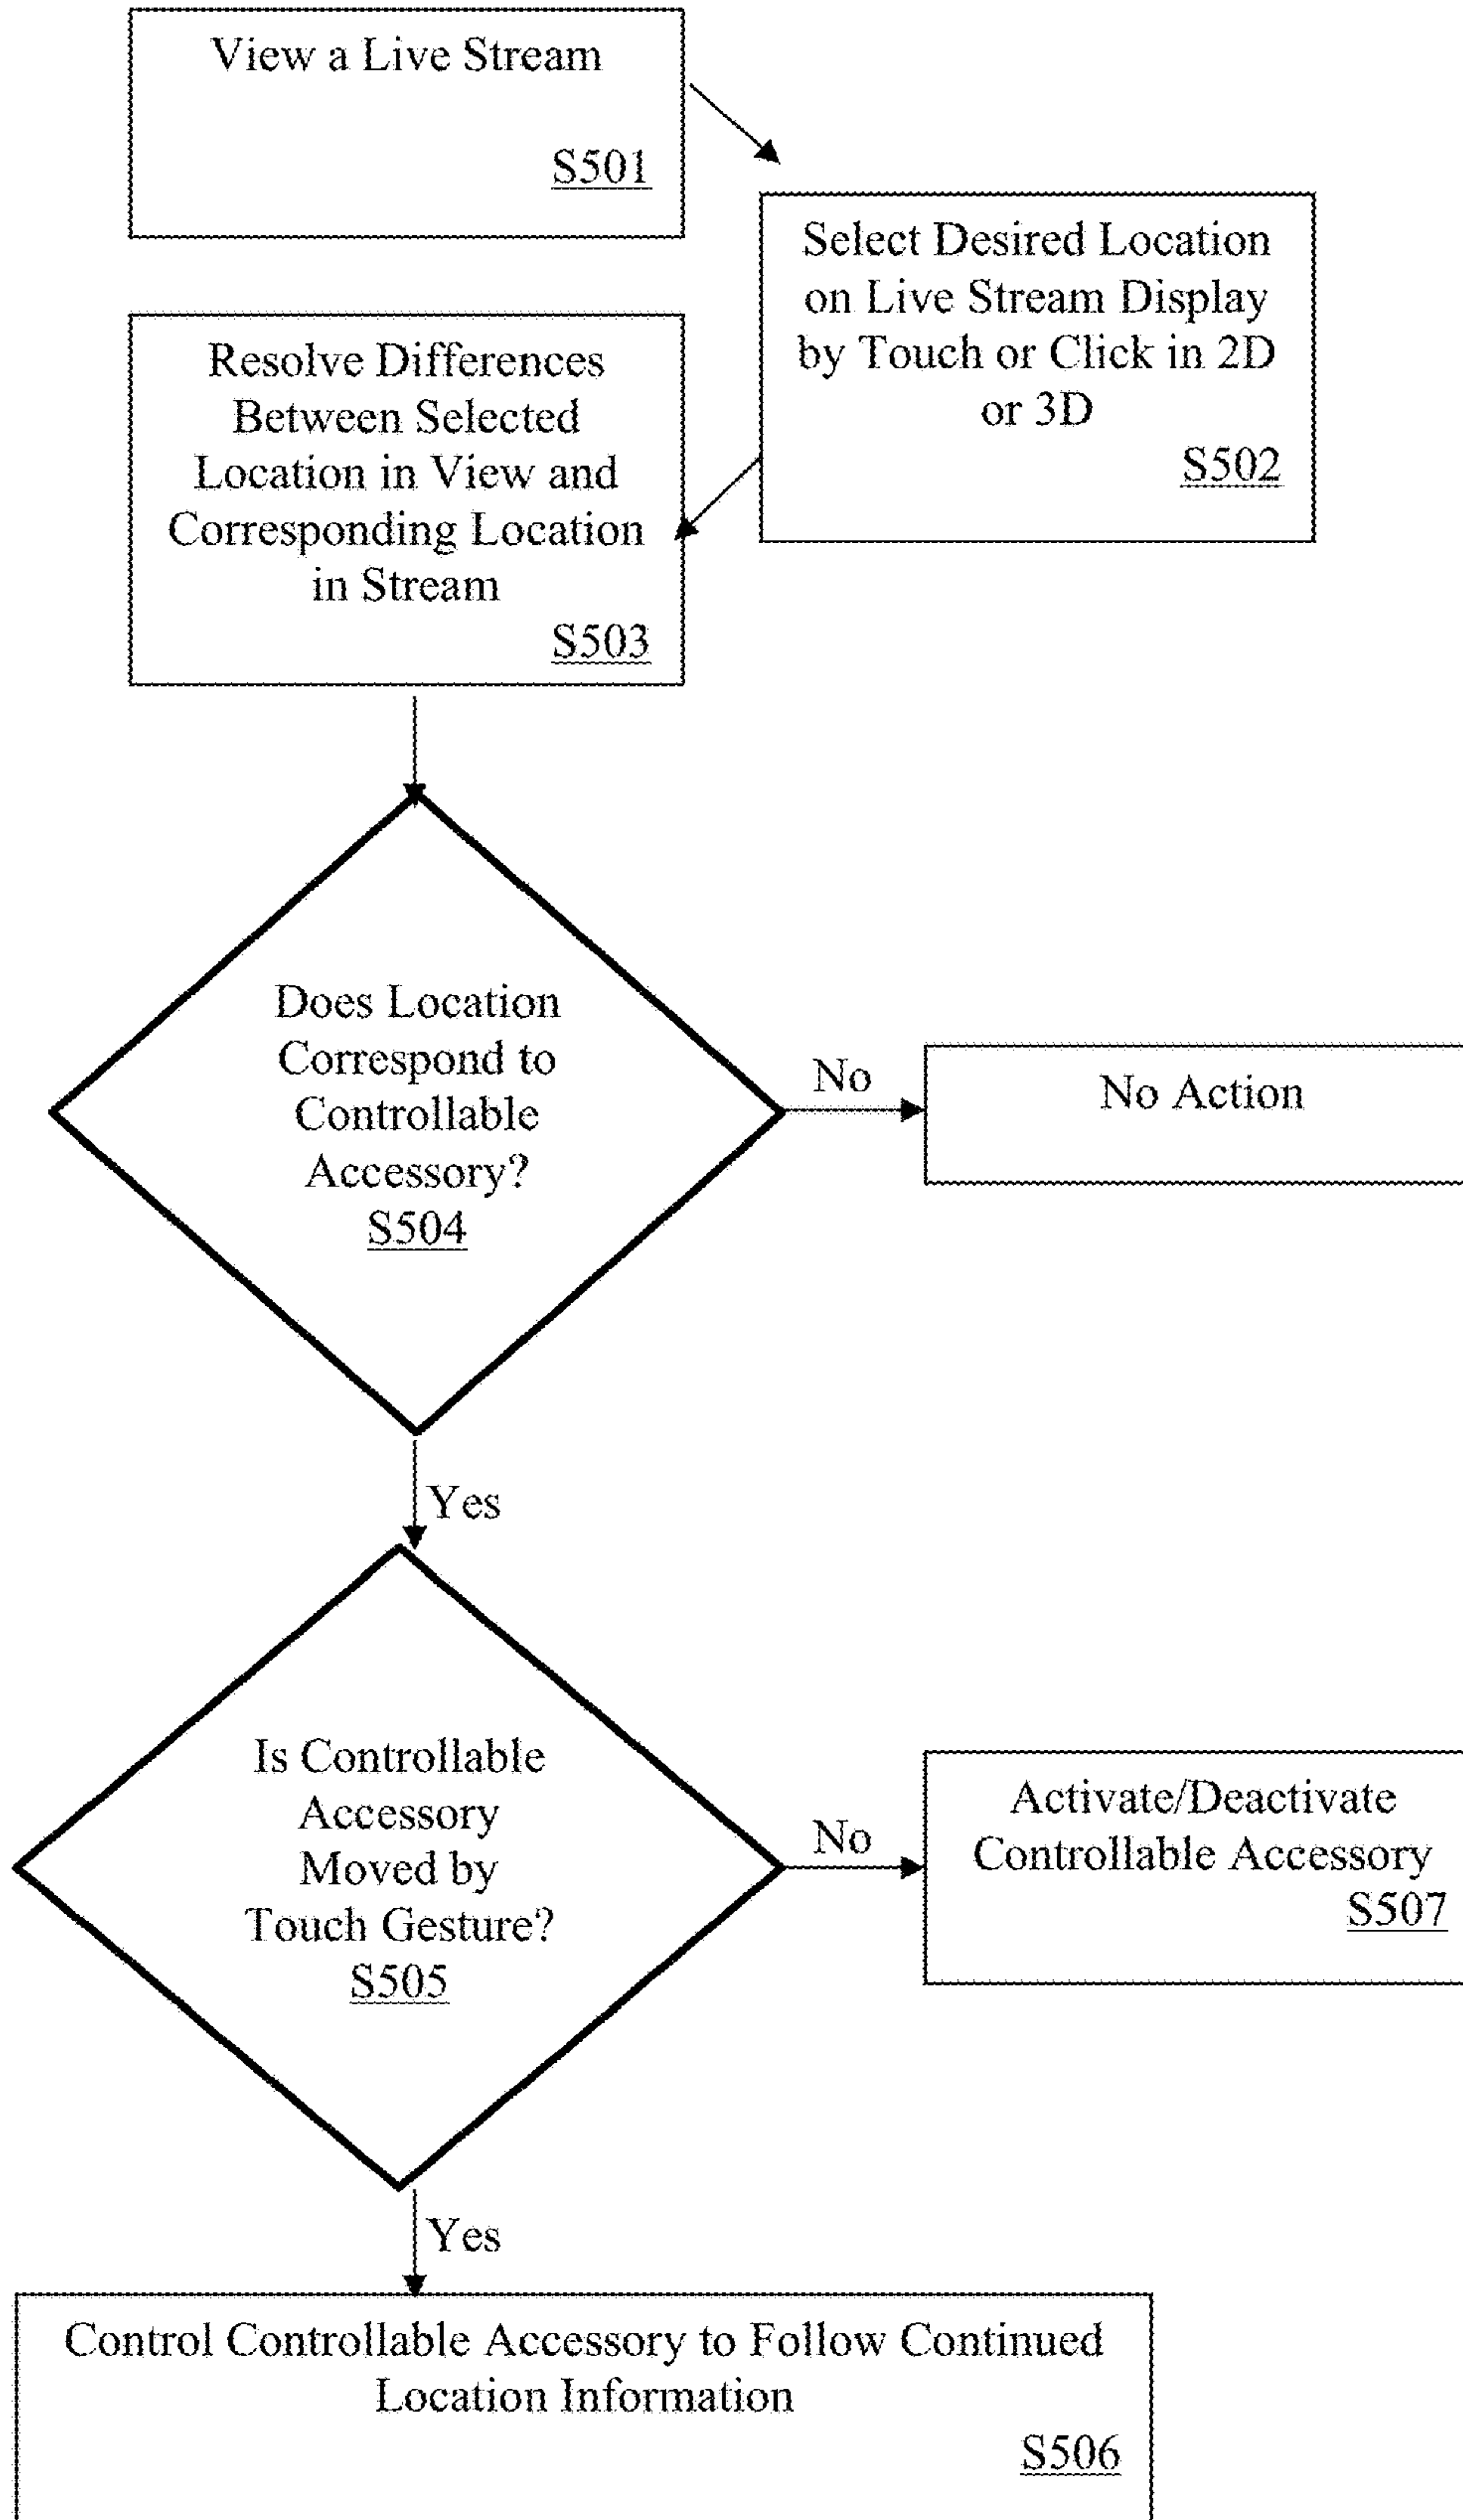 View a Live Stream
S501
Select Desired Location
on Live Stream Display
by Touch or Click in 2D
or 3D
S502
Resolve Differences
Between Selected
Location in View and
Corresponding Location
in Stream
S503
Does Location
Correspond to
Controllable
Accessory?
S504
No
No Action
Yes
Is Controllable
Accessory
Moved by
Touch Gesture?
S505
No
Activate/Deactivate
Controllable Accessory
S507
Yes
Control Controllable Accessory to Follow Continued
Location Information
S506